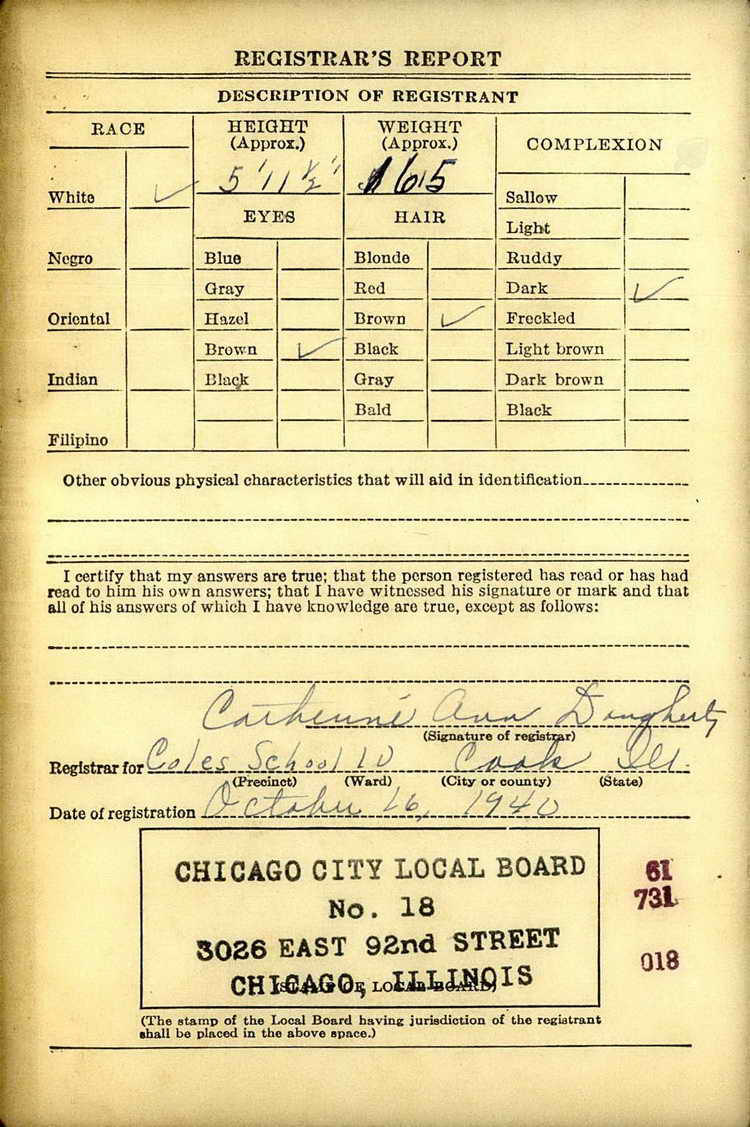 REGISTRAR'S REPORT
DESCRIPTION OF REGISTRANT
RACE HEIGHT (Approx.) WEIGHT (Approx.) COMPLEXION
5' 11 ½" 165
White ✓
EYES HAIR
Sallow
Light
Negro Blue Blonde Ruddy
Gray Red Dark ✓
Oriental Hazel Brown ✓ Freckled
Brown ✓ Black Light brown
Indian Black Gray Dark brown
Bald Black
Filipino
Other obvious physical characteristics that will aid in identification
I certify that my answers are true; that the person registered has read or has had
read to him his own answers; that I have witnessed his signature or mark and that
all of his answers of which I have knowledge are true, except as follows:
Catherine Ann Dougherty
(Signature of registrar)
Registrar for Coles School 10 Cook Ill.
(Precinct) (Ward) (City or county) (State)
Date of registration October 16, 1940
CHICAGO CITY LOCAL BOARD
No. 18
3026 EAST 92nd STREET
CHICAGO, ILLINOIS
(STAMP OF LOCAL BOARD)
61
731
018
(The stamp of the Local Board having jurisdiction of the registrant
shall be placed in the above space.)